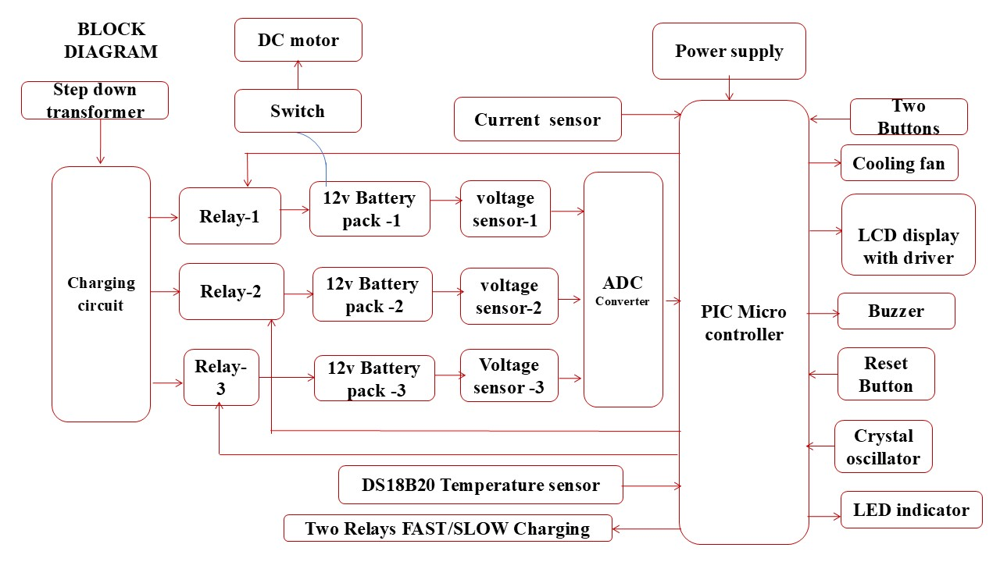 BLOCK
DIAGRAM
DC motor
Power supply
Step down
transformer
Switch
Current  sensor
Two
Buttons
Cooling fan
Relay-1
12v Battery
pack -1
voltage
sensor-1
LCD display
with driver
Charging
circuit
Relay-2
12v Battery
pack -2
voltage
sensor-2
ADC
Converter
PIC Micro
controller
Buzzer
Relay-
3
12v Battery
pack -3
Voltage
sensor -3
Reset
Button
Crystal
oscillator
DS18B20 Temperature sensor
LED indicator
Two Relays FAST/SLOW Charging